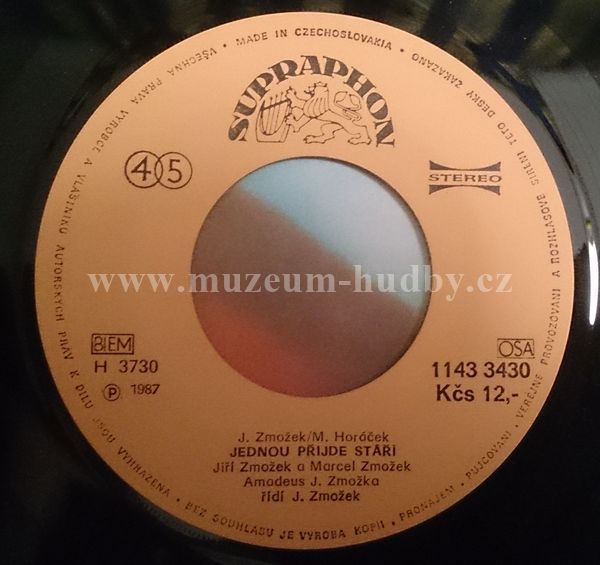 MADE IN CZECHOSLOVAKIA • VŠECHNA PRÁVA VÝROBCE A VLASTNÍKŮ AUTORSKÝCH PRÁV K DÍLU JSOU VYHRAZENA • BEZ SOUHLASU JE VÝROBA KOPIÍ, PRONÁJEM, PŮJČOVÁNÍ, VEŘEJNÉ PROVOZOVÁNÍ A ROZHLASOVÉ ŠÍŘENÍ TÉTO DESKY ZAKÁZÁNO
SUPRAPHON
45
STEREO
www.muzeum-hudby.cz
BIEM
OSA
H 3730
1143 3430
℗ 1987
Kčs 12,-
J. Zmožek/M. Horáček
JEDNOU PŘIJDE STÁŘÍ
Jiří Zmožek a Marcel Zmožek
Amadeus J. Zmožka
řídí J. Zmožek